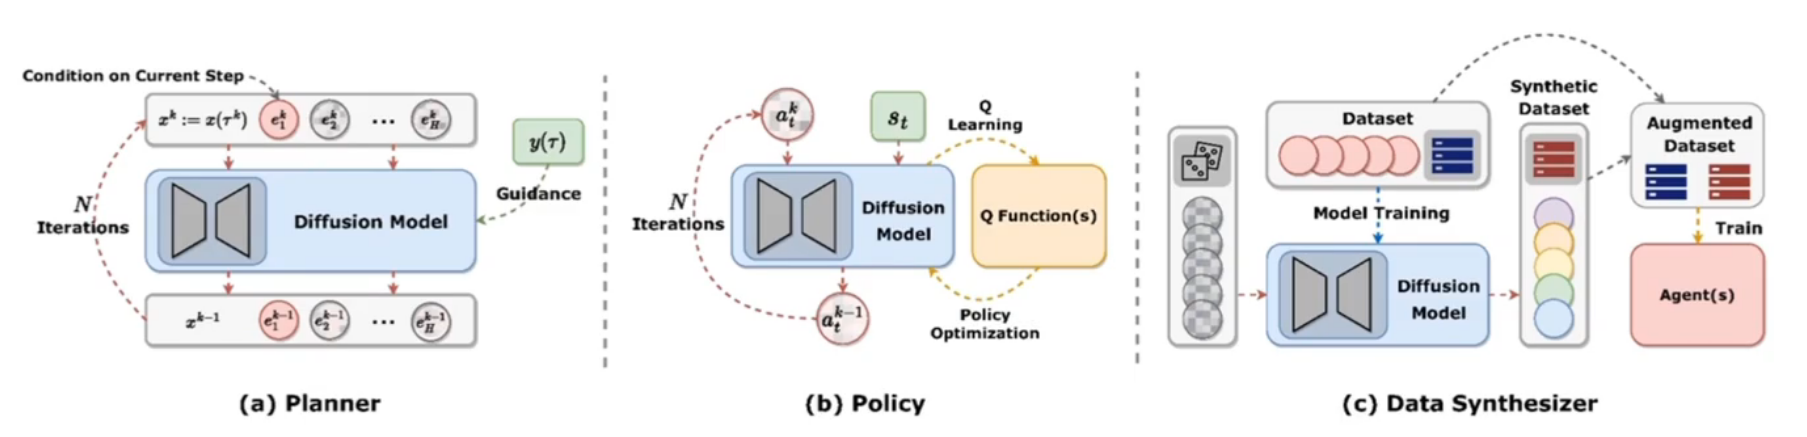 Condition on Current Step
x^k := x(τ^k) e_1^k e_2^k ... e_H^k
y(τ)
Guidance
N
Iterations
Diffusion Model
x^{k-1} e_1^{k-1} e_2^{k-1} ... e_H^{k-1}
(a) Planner
a_t^k
s_t
Q
Learning
N
Iterations
Diffusion
Model
Q Function(s)
a_t^{k-1}
Policy
Optimization
(b) Policy
Dataset
Model Training
Diffusion
Model
Synthetic
Dataset
Augmented
Dataset
Train
Agent(s)
(c) Data Synthesizer